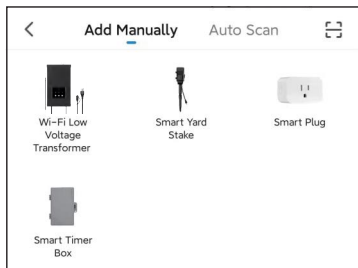 Add Manually Auto Scan
Wi-Fi Low
Voltage
Transformer
Smart Yard
Stake
Smart Plug
Smart Timer
Box